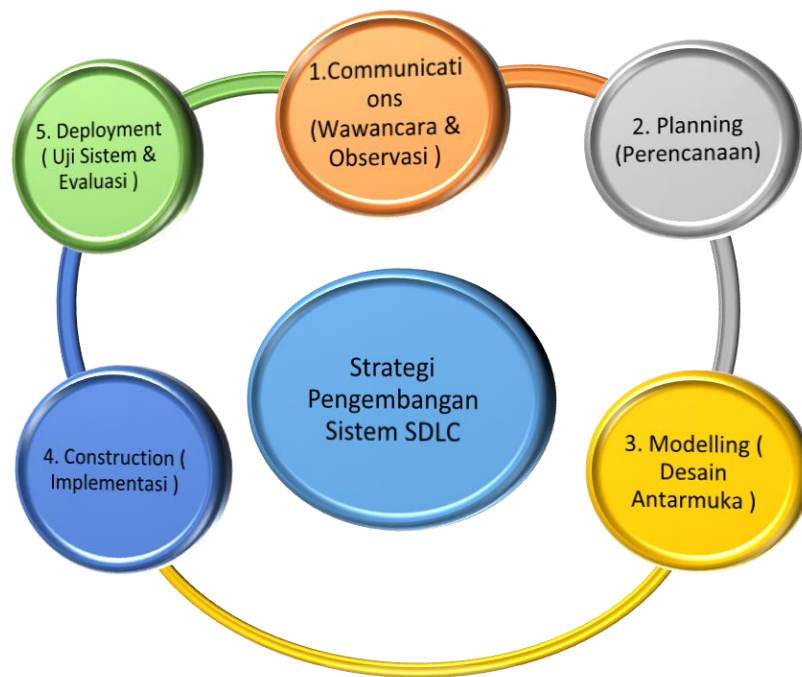 1.Communicati
ons
(Wawancara &
Observasi )
2. Planning
(Perencanaan)
3. Modelling (
Desain
Antarmuka )
4. Construction (
Implementasi )
5. Deployment
( Uji Sistem &
Evaluasi )
Strategi
Pengembangan
Sistem SDLC